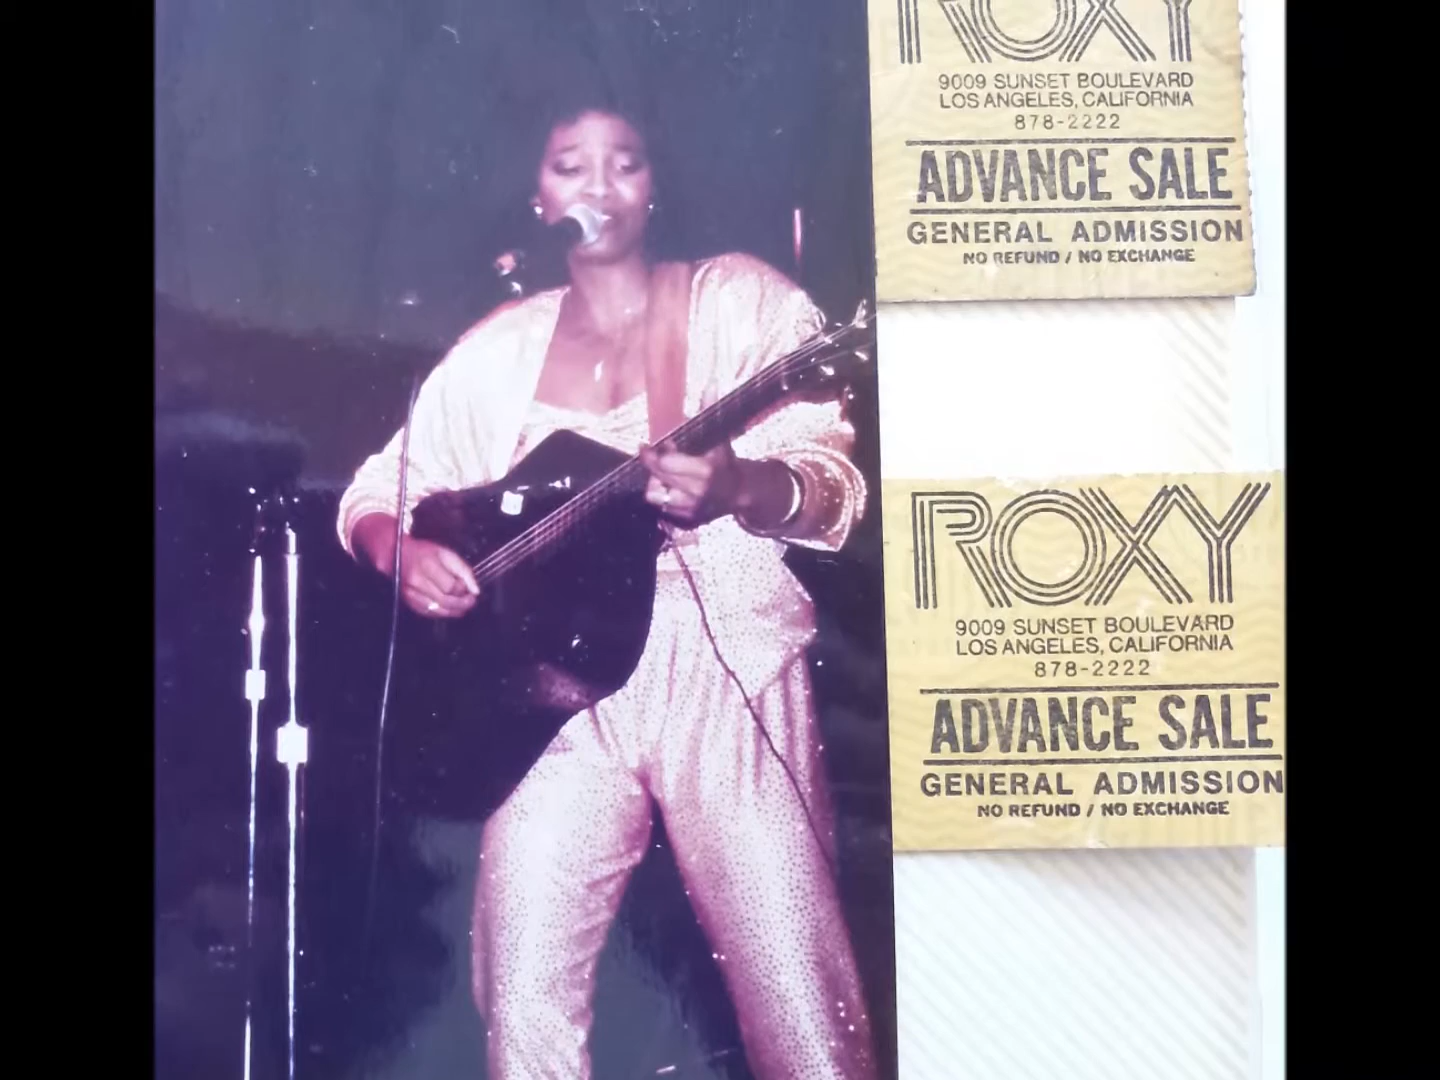 ROXY
9009 SUNSET BOULEVARD
LOS ANGELES, CALIFORNIA
878-2222
ADVANCE SALE
GENERAL ADMISSION
NO REFUND / NO EXCHANGE
ROXY
9009 SUNSET BOULEVARD
LOS ANGELES, CALIFORNIA
878-2222
ADVANCE SALE
GENERAL ADMISSION
NO REFUND / NO EXCHANGE